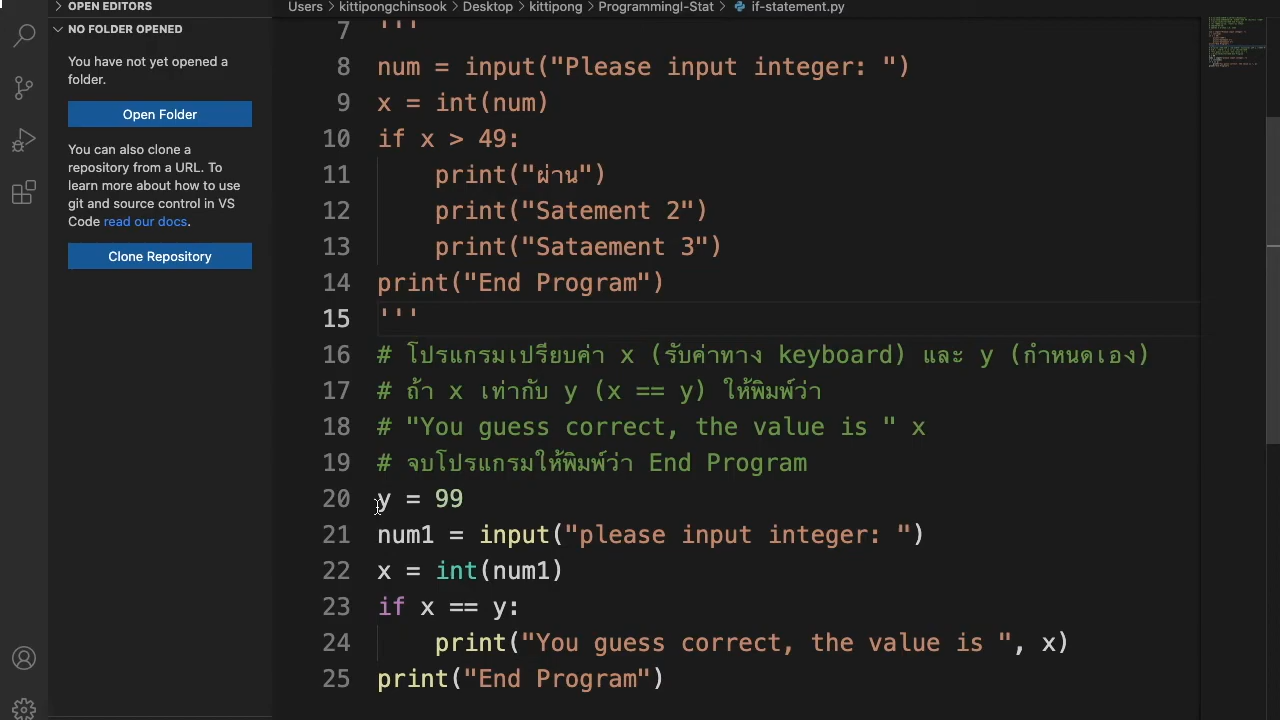 OPEN EDITORS
NO FOLDER OPENED
You have not yet opened a
folder.
Open Folder
You can also clone a
repository from a URL. To
learn more about how to use
git and source control in VS
Code read our docs.
Clone Repository
Users > kittipongchinsook > Desktop > kittipong > ProgrammingI-Stat > if-statement.py
7 '''
8 num = input("Please input integer: ")
9 x = int(num)
10 if x > 49:
11     print("ผ่าน")
12     print("Satement 2")
13     print("Sataement 3")
14 print("End Program")
15 '''
16 # โปรแกรมเปรียบค่า x (รับค่าทาง keyboard) และ y (กำหนดเอง)
17 # ถ้า x เท่ากับ y (x == y) ให้พิมพ์ว่า
18 # "You guess correct, the value is " x
19 # จบโปรแกรมให้พิมพ์ว่า End Program
20 y = 99
21 num1 = input("please input integer: ")
22 x = int(num1)
23 if x == y:
24     print("You guess correct, the value is ", x)
25 print("End Program")